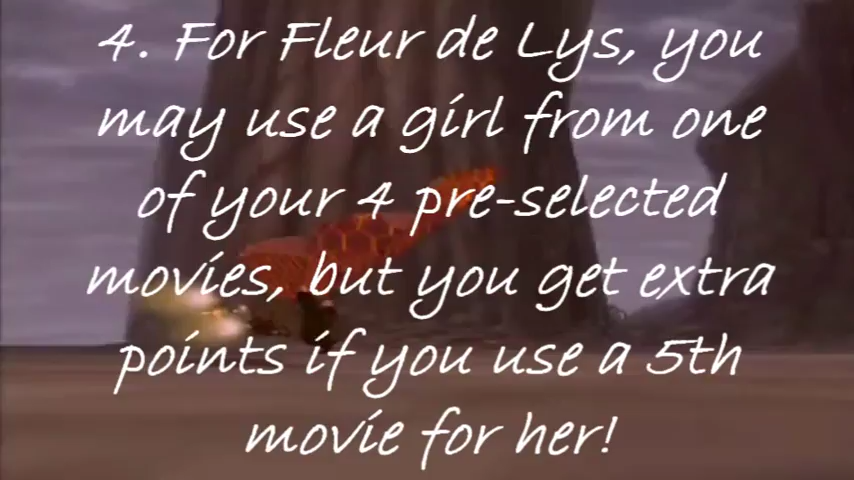 4. For Fleur de Lys, you
may use a girl from one
of your 4 pre-selected
movies, but you get extra
points if you use a 5th
movie for her!